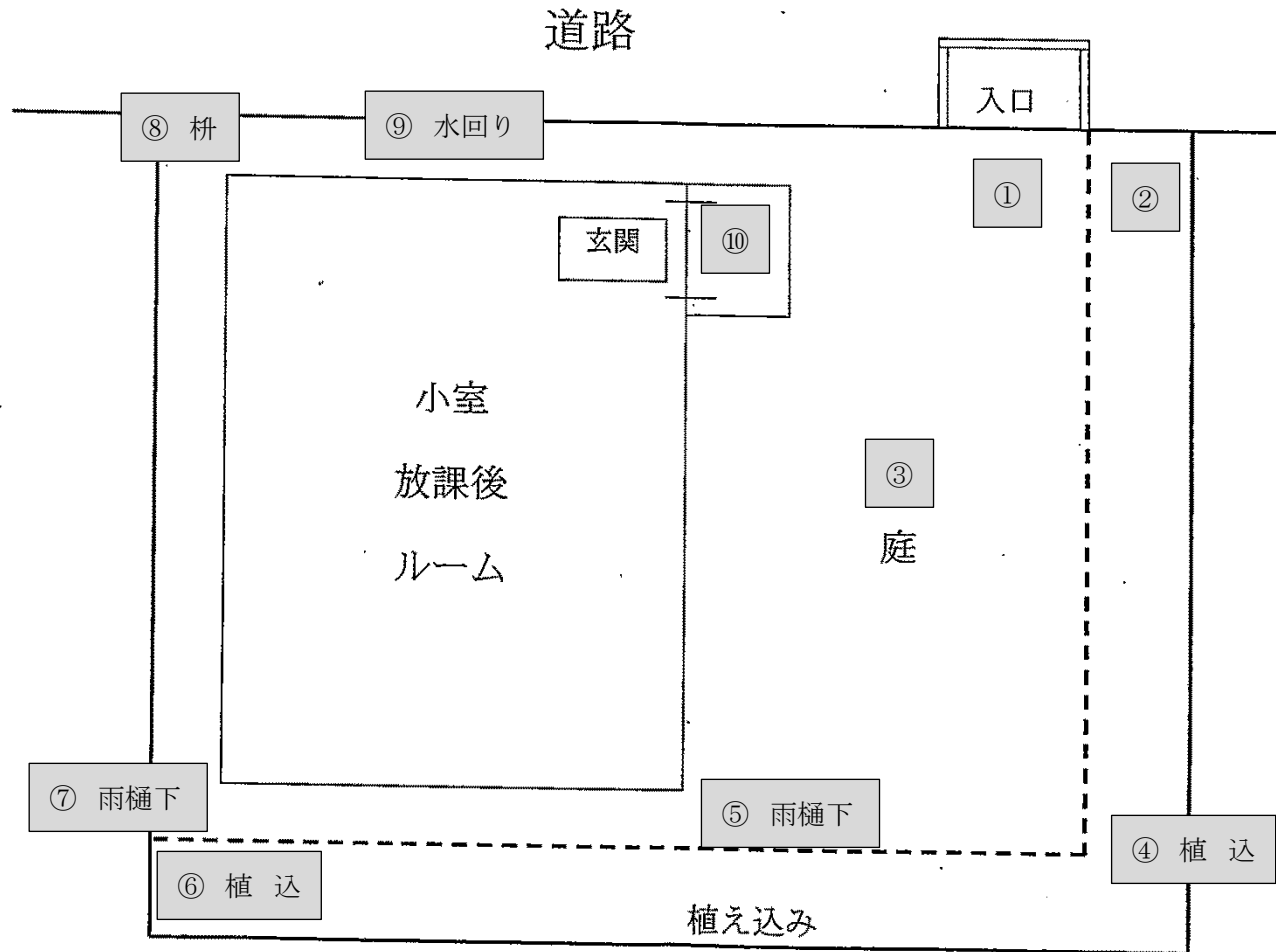 道路
入口
⑧ 枡
⑨ 水回り
①
②
玄関
⑩
小室
放課後
ルーム
③
庭
⑦ 雨樋下
⑤ 雨樋下
④ 植 込
⑥ 植 込
植え込み